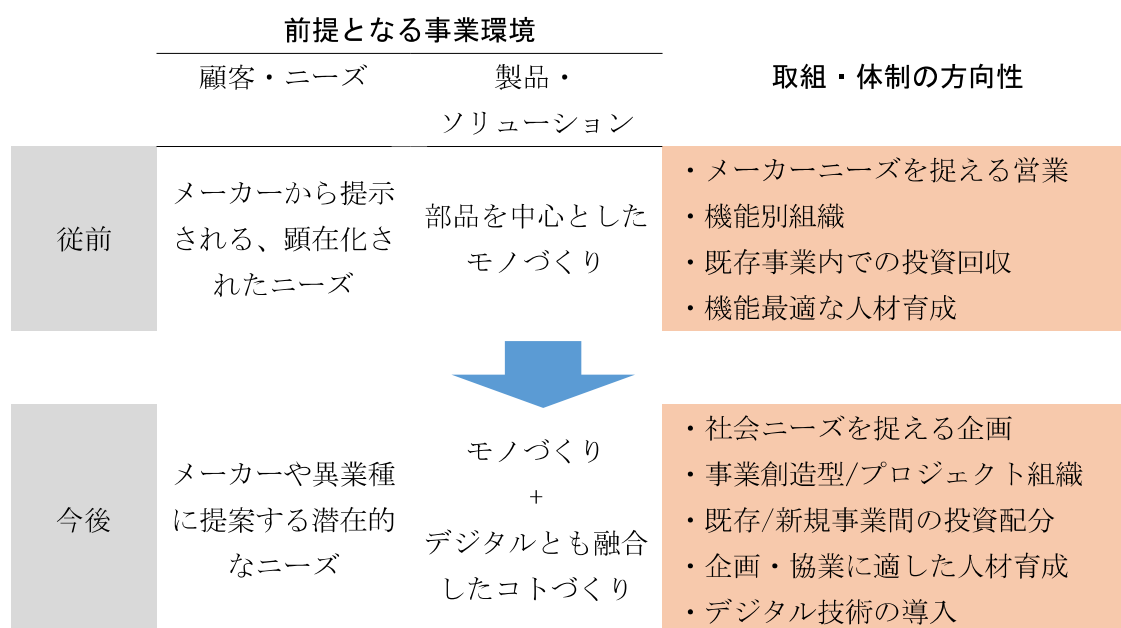 前提となる事業環境
顧客・ニーズ
製品・
ソリューション
取組・体制の方向性
従前
メーカーから提示
される、顕在化さ
れたニーズ
部品を中心とした
モノづくり
・メーカーニーズを捉える営業
・機能別組織
・既存事業内での投資回収
・機能最適な人材育成
今後
メーカーや異業種
に提案する潜在的
なニーズ
モノづくり
+
デジタルとも融合
したコトづくり
・社会ニーズを捉える企画
・事業創造型/プロジェクト組織
・既存/新規事業間の投資配分
・企画・協業に適した人材育成
・デジタル技術の導入